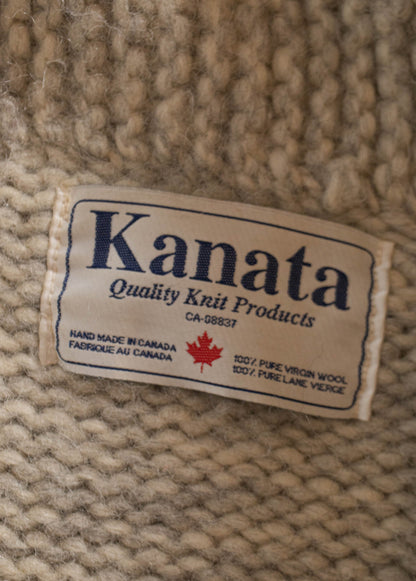 Kanata
Quality Knit Products
CA-08837
HAND MADE IN CANADA
FABRIQUE AU CANADA
100% PURE VIRGIN WOOL
100% PURE LANE VIERGE